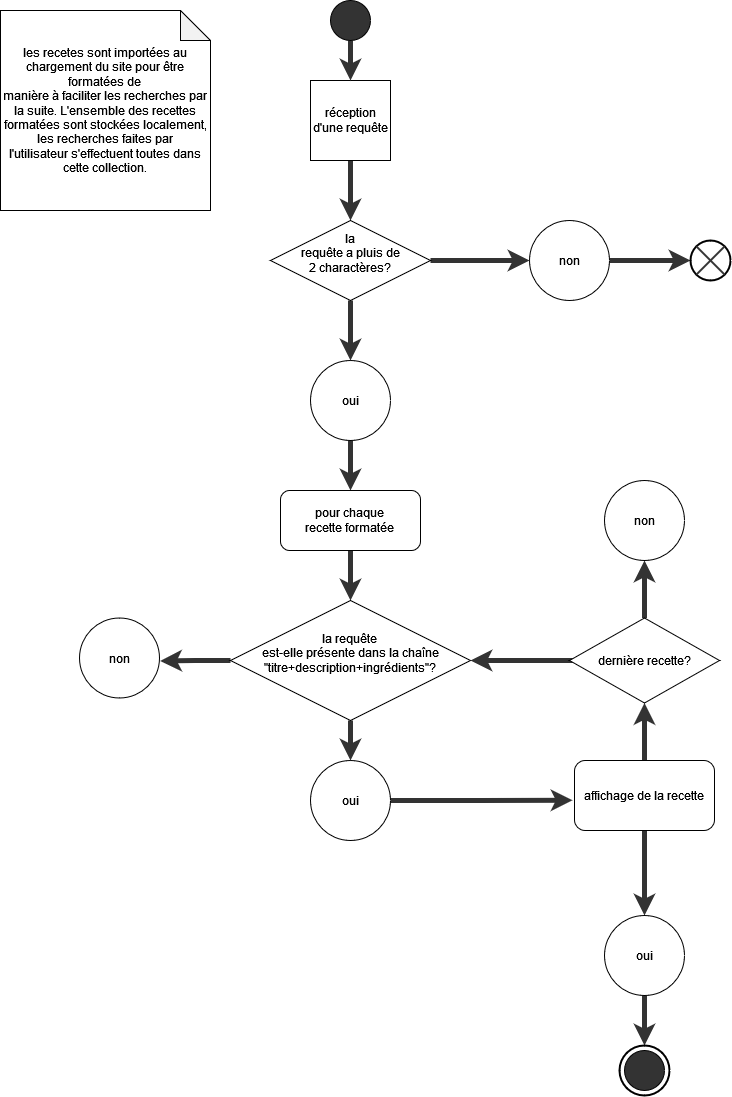 les recetes sont importées au
chargement du site pour être
formatées de
manière à faciliter les recherches par
la suite. L'ensemble des recettes
formatées sont stockées localement,
les recherches faites par
l'utilisateur s'effectuent toutes dans
cette collection.
réception
d'une requête
la
requête a pluis de
2 charactères?
non
oui
pour chaque
recette formatée
non
la requête
est-elle présente dans la chaîne
"titre+description+ingrédients"?
dernière recette?
non
oui
affichage de la recette
oui